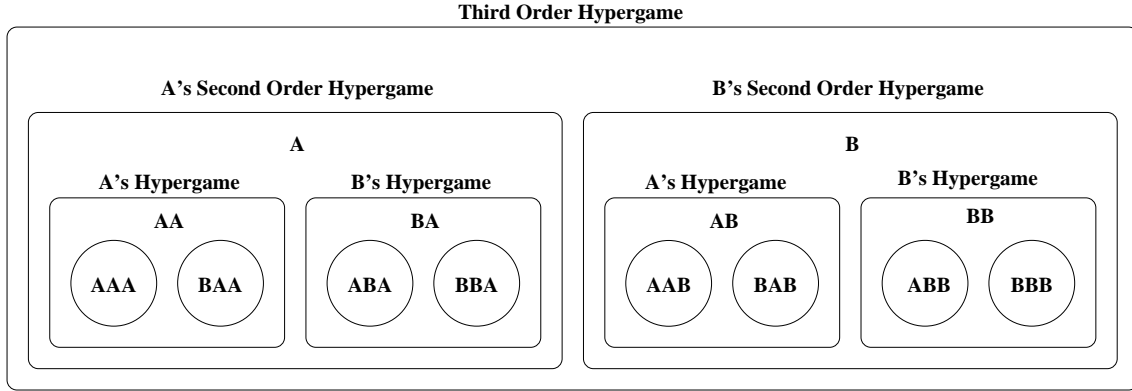 Third Order Hypergame
A's Second Order Hypergame
B's Second Order Hypergame
A
B
A's Hypergame
B's Hypergame
A's Hypergame
B's Hypergame
AA
BA
AB
BB
AAA
BAA
ABA
BBA
AAB
BAB
ABB
BBB